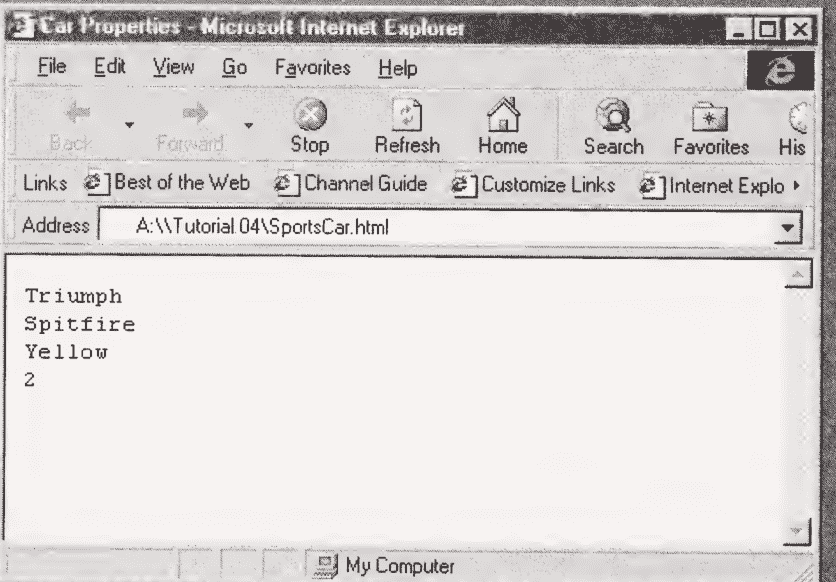 Car Properties - Microsoft Internet Explorer
File Edit View Go Favorites Help
Back Forward Stop Refresh Home Search Favorites His
Links Best of the Web Channel Guide Customize Links Internet Explo
Address A:\\Tutorial.04\SportsCar.html
Triumph
Spitfire
Yellow
2
My Computer